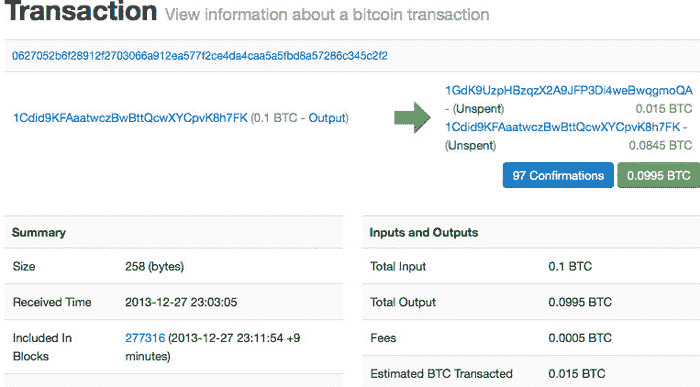 Transaction View information about a bitcoin transaction
0627052b6f28912f2703066a912ea577f2ce4da4caa5a5fbd8a57286c345c2f2
1Cdid9KFAaatwczBwBttQcwXYCpvK8h7FK (0.1 BTC - Output)
1GdK9UzpHBzqzX2A9JFP3Di4weBwqgmoQA
- (Unspent) 0.015 BTC
1Cdid9KFAaatwczBwBttQcwXYCpvK8h7FK -
(Unspent) 0.0845 BTC
97 Confirmations 0.0995 BTC
Summary
Size 258 (bytes)
Received Time 2013-12-27 23:03:05
Included In 277316 (2013-12-27 23:11:54 +9
Blocks minutes)
Inputs and Outputs
Total Input 0.1 BTC
Total Output 0.0995 BTC
Fees 0.0005 BTC
Estimated BTC Transacted 0.015 BTC